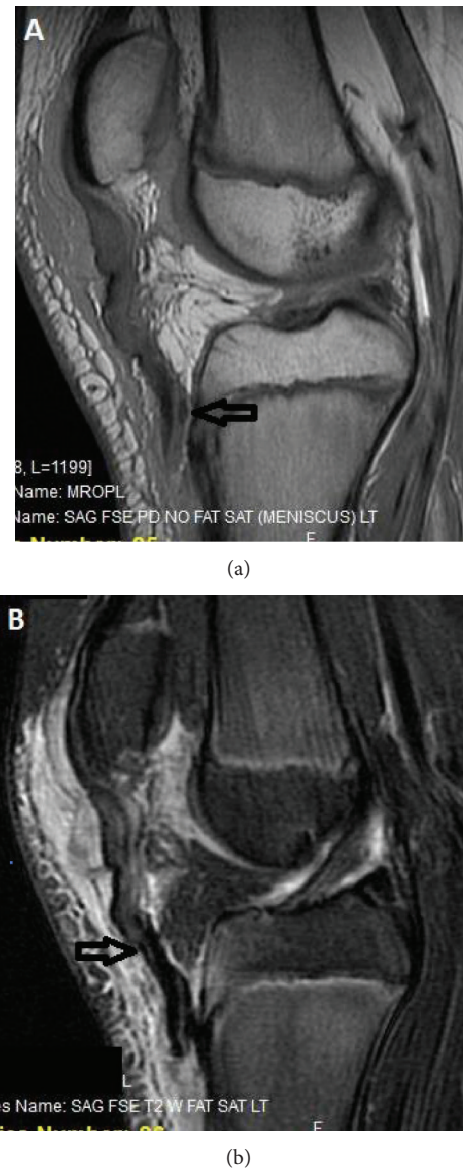 A
8, L=1199]
Name: MROPL
Name: SAG FSE PD NO FAT SAT (MENISCUS) LT
F
(a)
B
L
es Name: SAG FSE T2 W FAT SAT LT
F
(b)